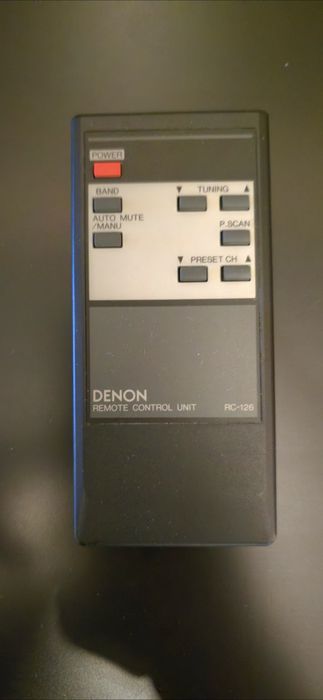 POWER
BAND
▼ TUNING ▲
AUTO MUTE
/MANU
P.SCAN
▼ PRESET CH ▲
DENON
REMOTE CONTROL UNIT RC-126